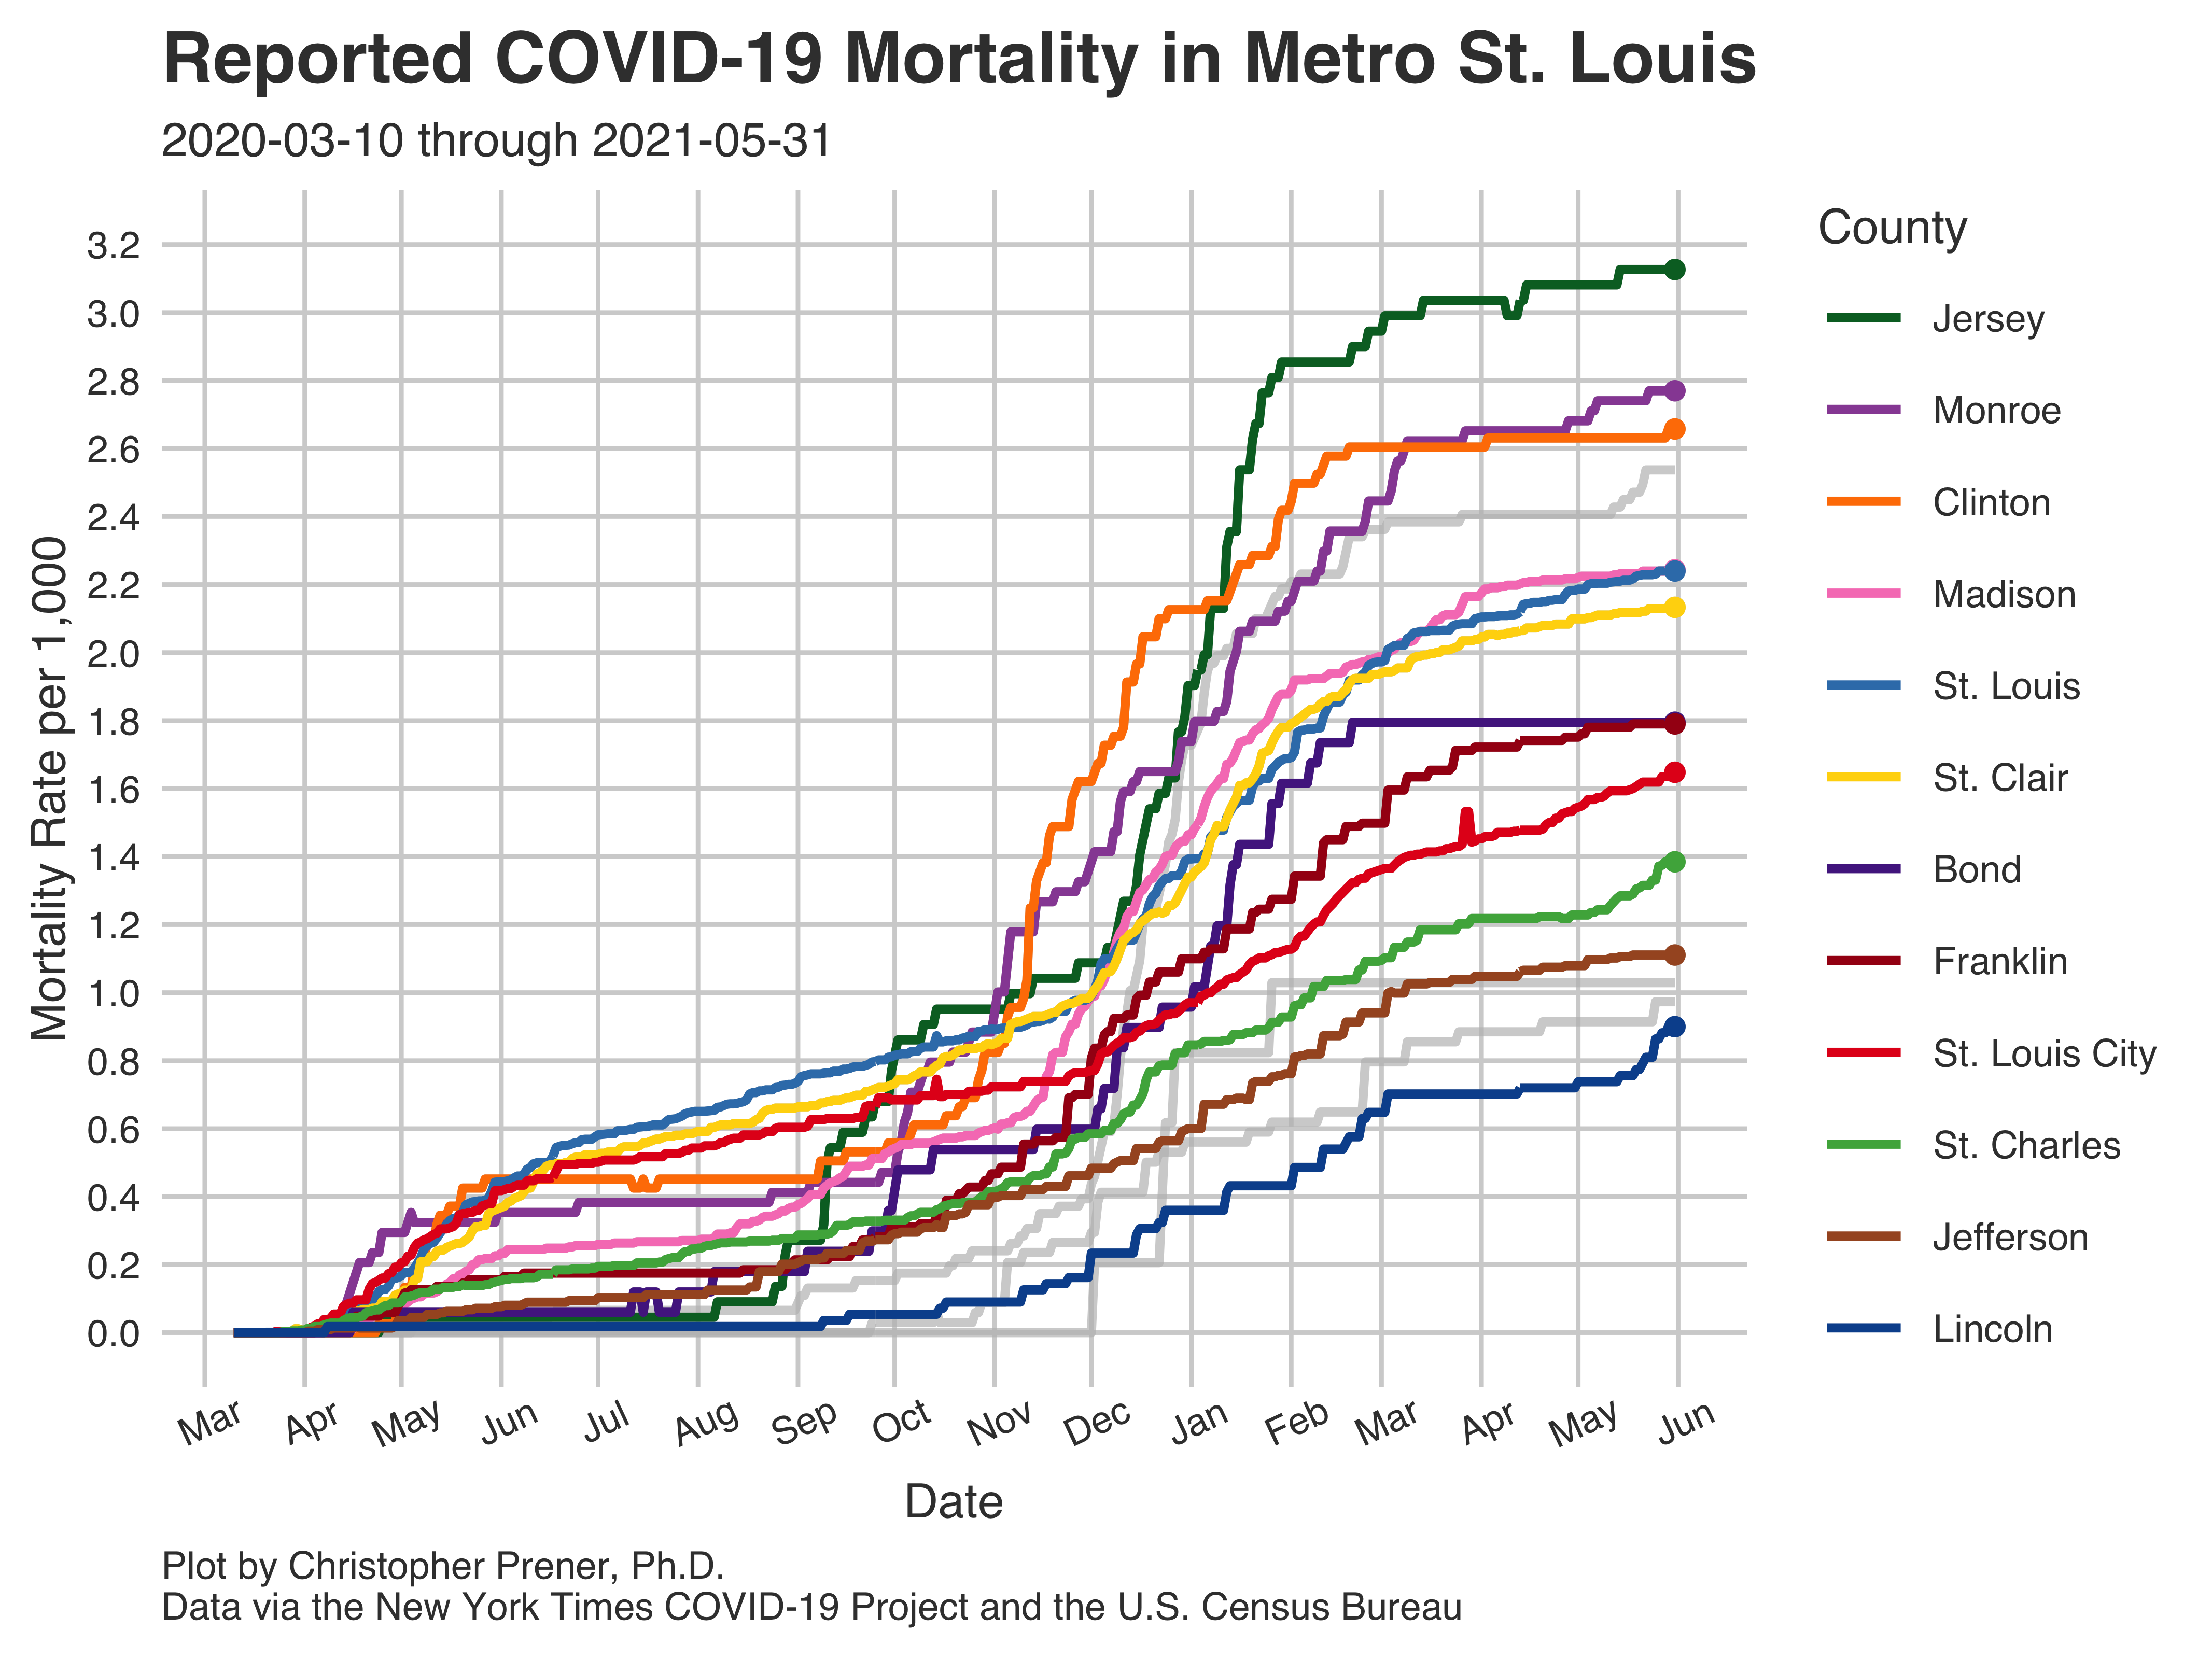 Reported COVID-19 Mortality in Metro St. Louis
2020-03-10 through 2021-05-31
Mortality Rate per 1,000
3.2
3.0
2.8
2.6
2.4
2.2
2.0
1.8
1.6
1.4
1.2
1.0
0.8
0.6
0.4
0.2
0.0
Mar Apr May Jun Jul Aug Sep Oct Nov Dec Jan Feb Mar Apr May Jun
Date
County
Jersey
Monroe
Clinton
Madison
St. Louis
St. Clair
Bond
Franklin
St. Louis City
St. Charles
Jefferson
Lincoln
Plot by Christopher Prener, Ph.D.
Data via the New York Times COVID-19 Project and the U.S. Census Bureau